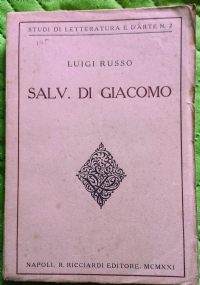 STUDI DI LETTERATURA E D'ARTE N. 2
LUIGI RUSSO
SALV. DI GIACOMO
NAPOLI, R. RICCIARDI EDITORE, MCMXXI